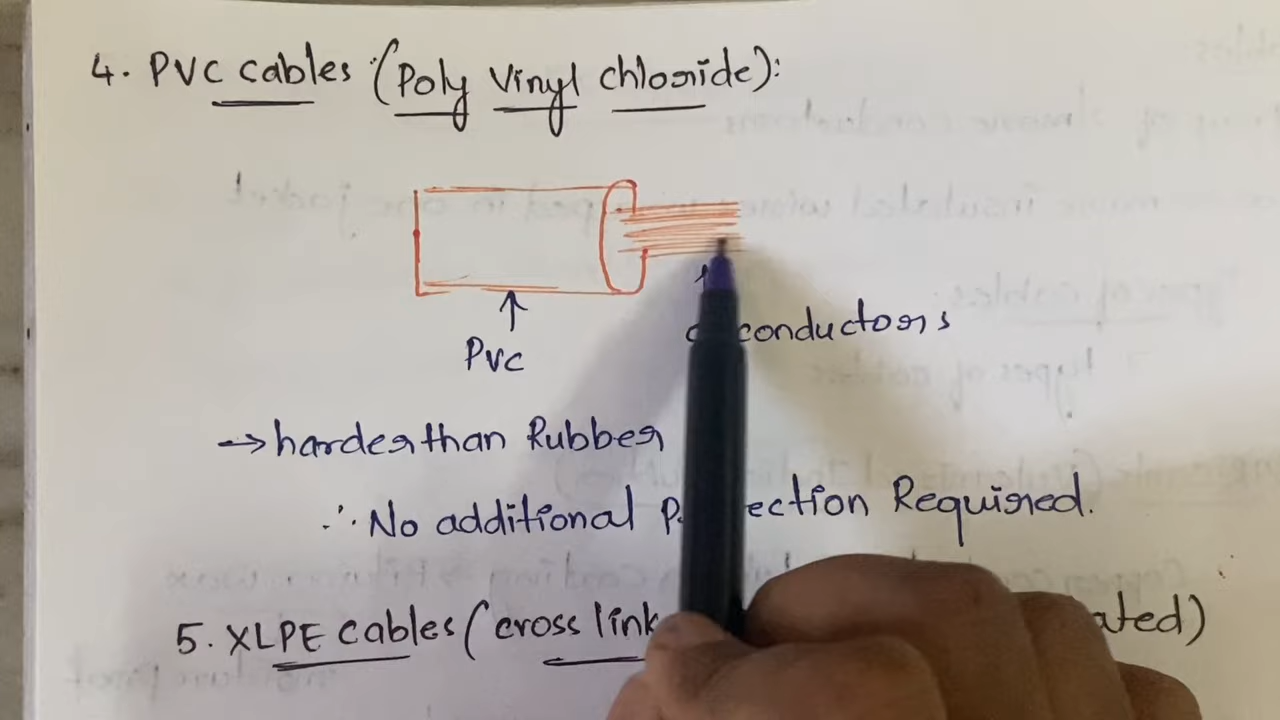 4. PVC cables (Poly Vinyl chloride):
PVC
conductors
→ harder than Rubber
∴ No additional P ection Required.
5. XLPE cables (cross link ated)